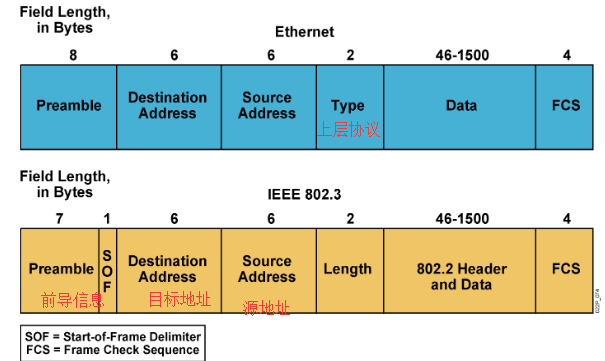 Field Length,
in Bytes
Ethernet
8 6 6 2 46-1500 4
Preamble Destination Address Source Address Type Data FCS
上层协议
Field Length,
in Bytes
IEEE 802.3
7 1 6 6 2 46-1500 4
Preamble SOF Destination Address Source Address Length 802.2 Header and Data FCS
前导信息 目标地址 源地址
SOF = Start-of-Frame Delimiter
FCS = Frame Check Sequence
022P_074